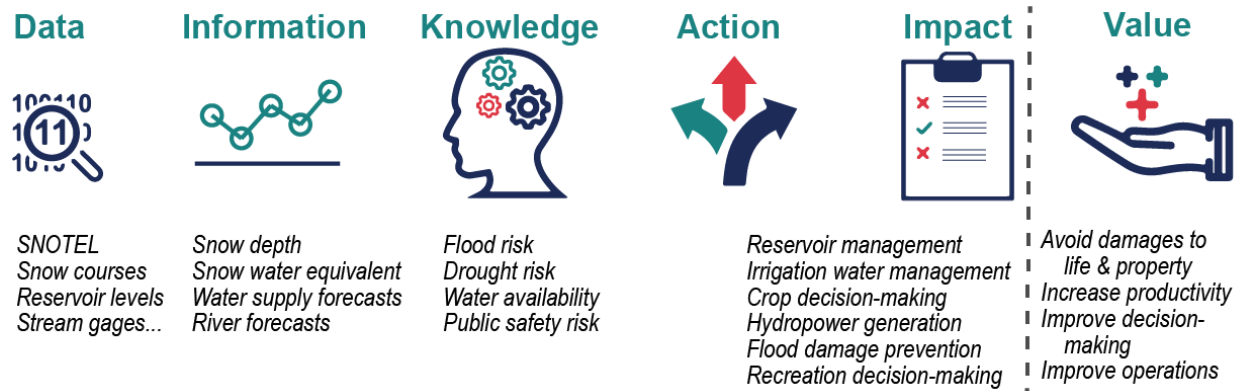 Data
Information
Knowledge
Action
Impact
Value
100110
11
SNOTEL
Snow courses
Reservoir levels
Stream gages...
Snow depth
Snow water equivalent
Water supply forecasts
River forecasts
Flood risk
Drought risk
Water availability
Public safety risk
Reservoir management
Irrigation water management
Crop decision-making
Hydropower generation
Flood damage prevention
Recreation decision-making
Avoid damages to
life & property
Increase productivity
Improve decision-
making
Improve operations